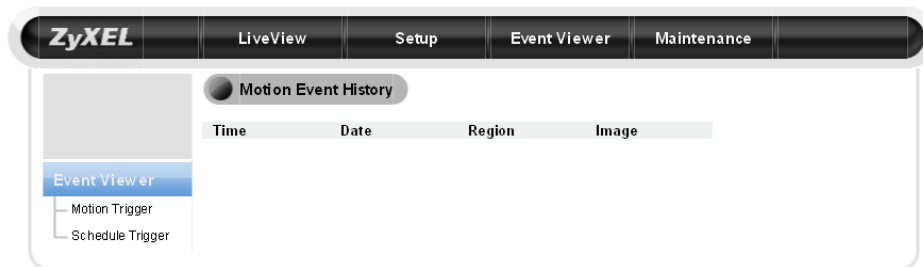 ZyXEL LiveView Setup Event Viewer Maintenance
Motion Event History
Time Date Region Image
Event Viewer
Motion Trigger
Schedule Trigger